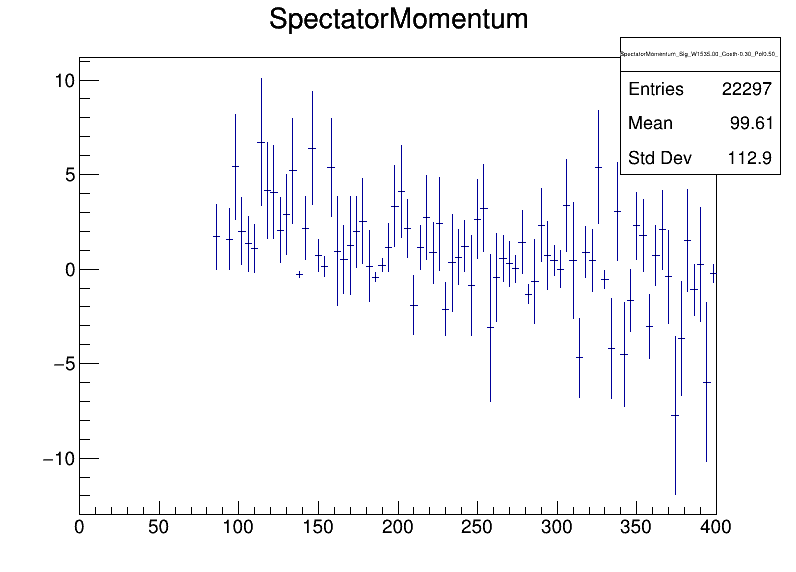 SpectatorMomentum
SpectatorMomentum_Sig_W1535.00_Costh-0.30_Pol0.50_
Entries 22297
Mean 99.61
Std Dev 112.9
10
5
0
−5
−10
0 50 100 150 200 250 300 350 400